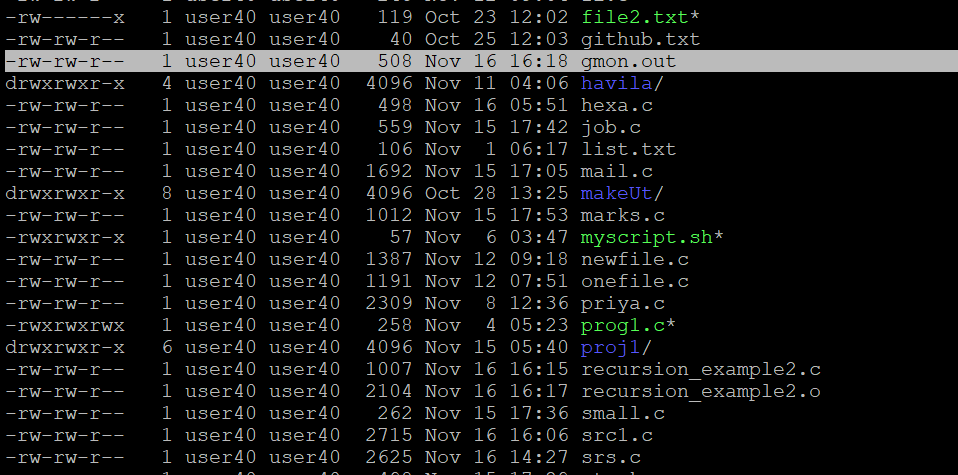 -rw------x   1 user40 user40   119 Oct 23 12:02 file2.txt*
-rw-rw-r--   1 user40 user40    40 Oct 25 12:03 github.txt
-rw-rw-r--   1 user40 user40   508 Nov 16 16:18 gmon.out
drwxrwxr-x   4 user40 user40  4096 Nov 11 04:06 havila/
-rw-rw-r--   1 user40 user40   498 Nov 16 05:51 hexa.c
-rw-rw-r--   1 user40 user40   559 Nov 15 17:42 job.c
-rw-rw-r--   1 user40 user40   106 Nov  1 06:17 list.txt
-rw-rw-r--   1 user40 user40  1692 Nov 15 17:05 mail.c
drwxrwxr-x   8 user40 user40  4096 Oct 28 13:25 makeUt/
-rw-rw-r--   1 user40 user40  1012 Nov 15 17:53 marks.c
-rwxrwxr-x   1 user40 user40    57 Nov  6 03:47 myscript.sh*
-rw-rw-r--   1 user40 user40  1387 Nov 12 09:18 newfile.c
-rw-rw-r--   1 user40 user40  1191 Nov 12 07:51 onefile.c
-rw-rw-r--   1 user40 user40  2309 Nov  8 12:36 priya.c
-rwxrwxrwx   1 user40 user40   258 Nov  4 05:23 prog1.c*
drwxrwxr-x   6 user40 user40  4096 Nov 15 05:40 proj1/
-rw-rw-r--   1 user40 user40  1007 Nov 16 16:15 recursion_example2.c
-rw-rw-r--   1 user40 user40  2104 Nov 16 16:17 recursion_example2.o
-rw-rw-r--   1 user40 user40   262 Nov 15 17:36 small.c
-rw-rw-r--   1 user40 user40  2715 Nov 16 16:06 src1.c
-rw-rw-r--   1 user40 user40  2625 Nov 16 14:27 srs.c